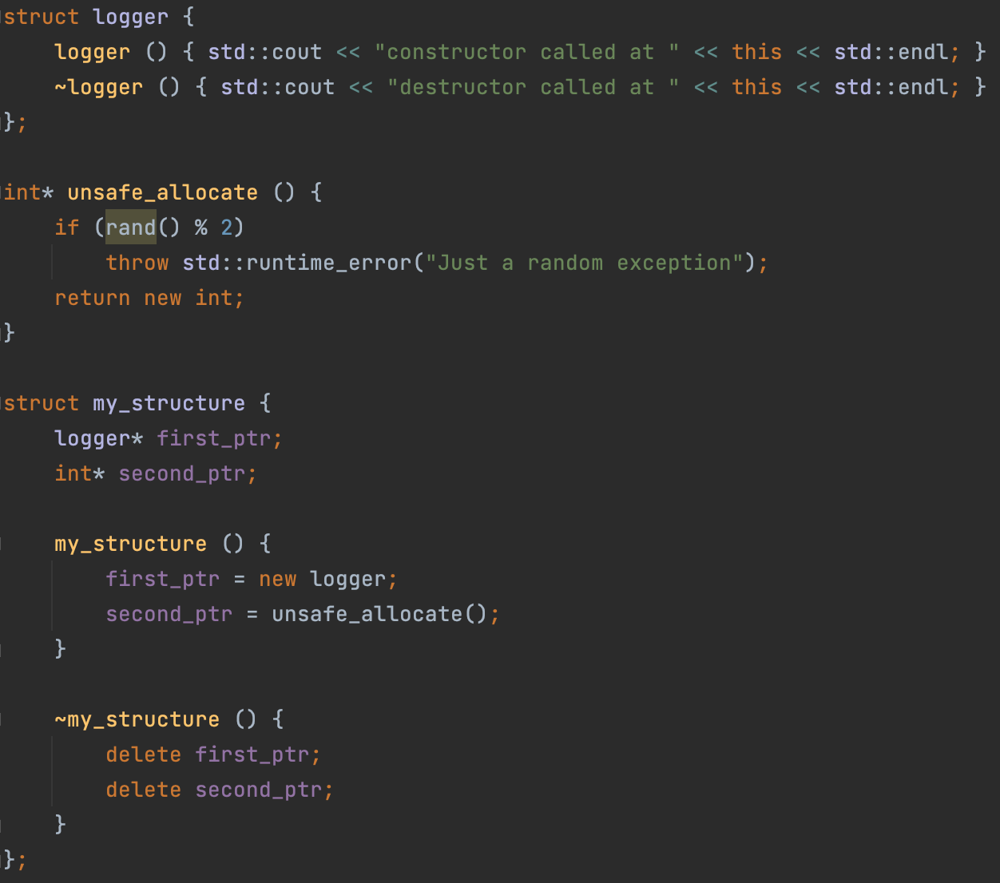 struct logger {
    logger () { std::cout << "constructor called at " << this << std::endl; }
    ~logger () { std::cout << "destructor called at " << this << std::endl; }
};
int* unsafe_allocate () {
    if (rand() % 2)
        throw std::runtime_error("Just a random exception");
    return new int;
}
struct my_structure {
    logger* first_ptr;
    int* second_ptr;
    my_structure () {
        first_ptr = new logger;
        second_ptr = unsafe_allocate();
    }
    ~my_structure () {
        delete first_ptr;
        delete second_ptr;
    }
};